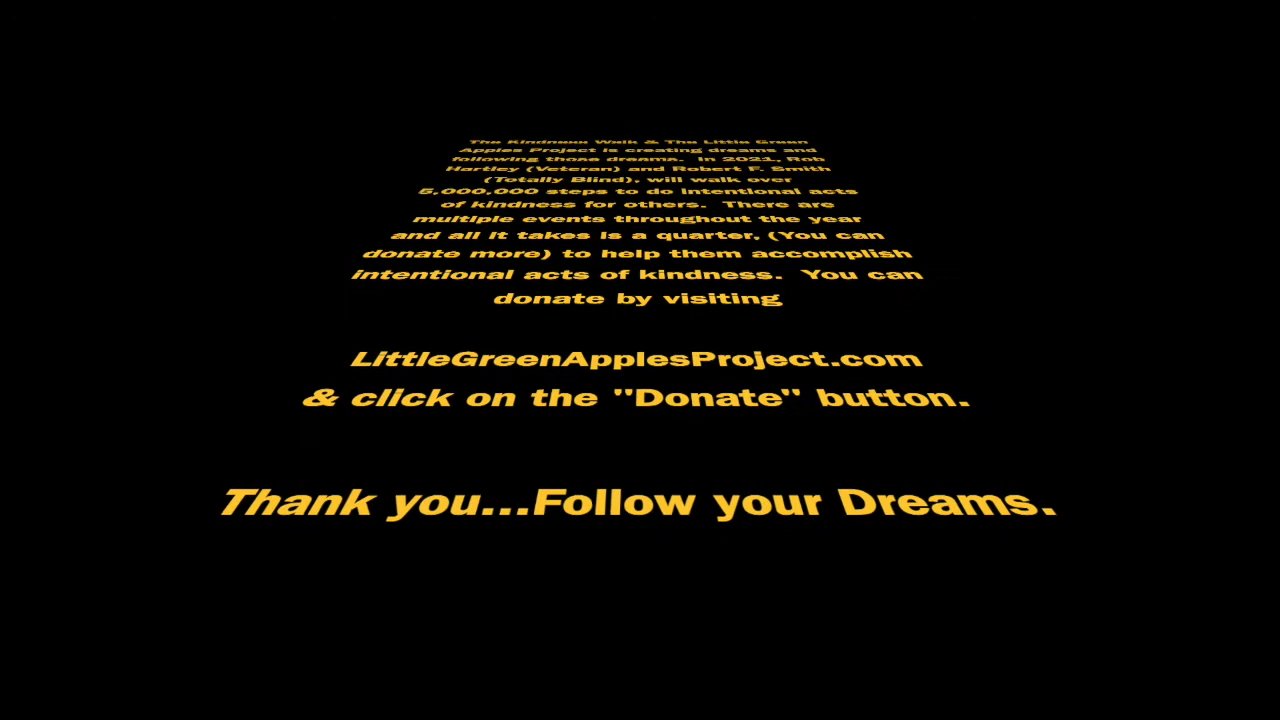 The Kindness Walk & The Little Green
Apples Project is creating dreams and
following those dreams. In 2021, Rob
Hartley (Veteran) and Robert F. Smith
(Totally Blind), will walk over
5,000,000 steps to do intentional acts
of kindness for others. There are
multiple events throughout the year
and all it takes is a quarter, (You can
donate more) to help them accomplish
intentional acts of kindness. You can
donate by visiting
LittleGreenApplesProject.com
& click on the "Donate" button.
Thank you...Follow your Dreams.